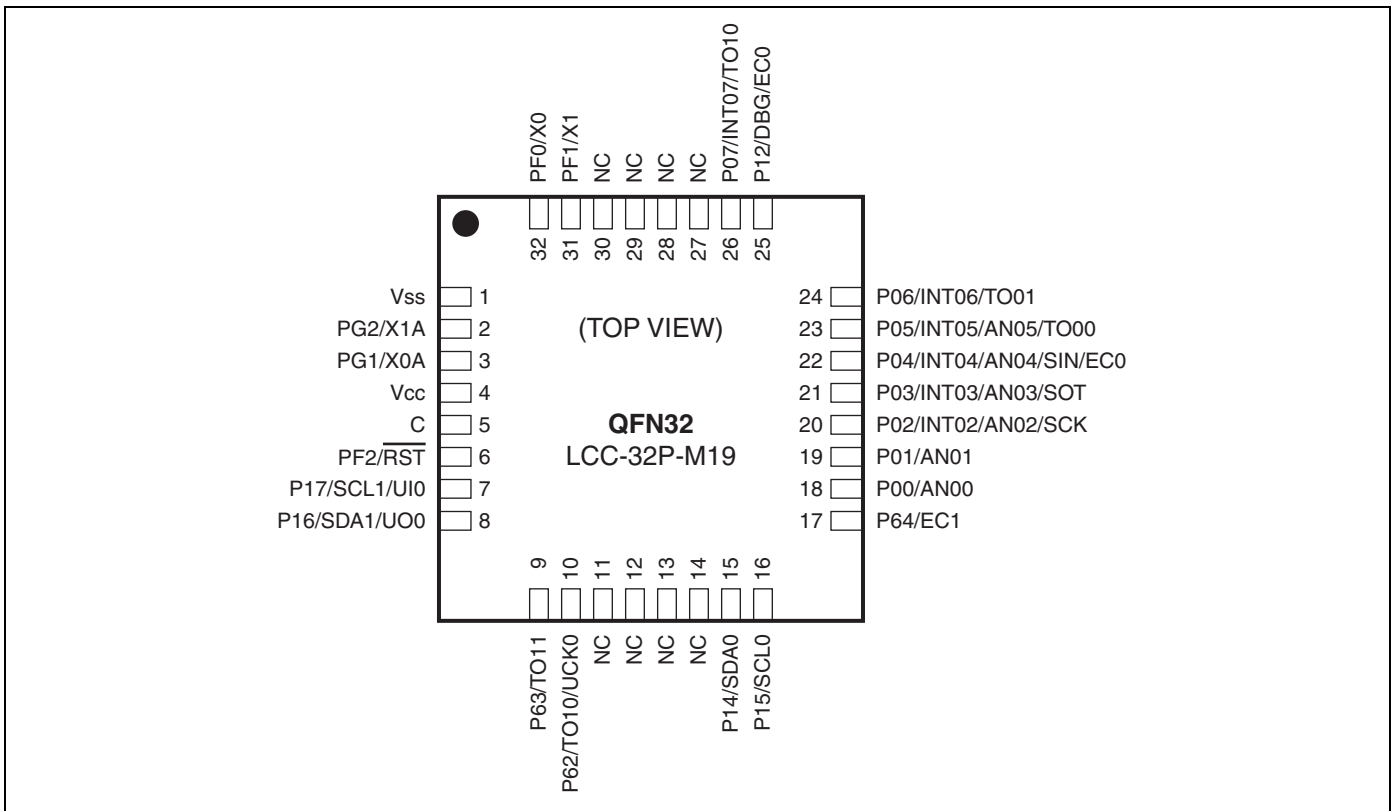 PF0/X0
PF1/X1
NC
NC
NC
NC
P07/INT07/TO10
P12/DBG/EC0
32
31
30
29
28
27
26
25
Vss 1
PG2/X1A 2
PG1/X0A 3
Vcc 4
C 5
PF2/RST 6
P17/SCL1/UI0 7
P16/SDA1/UO0 8
(TOP VIEW)
QFN32
LCC-32P-M19
24 P06/INT06/TO01
23 P05/INT05/AN05/TO00
22 P04/INT04/AN04/SIN/EC0
21 P03/INT03/AN03/SOT
20 P02/INT02/AN02/SCK
19 P01/AN01
18 P00/AN00
17 P64/EC1
9
10
11
12
13
14
15
16
P63/TO11
P62/TO10/UCK0
NC
NC
NC
NC
P14/SDA0
P15/SCL0